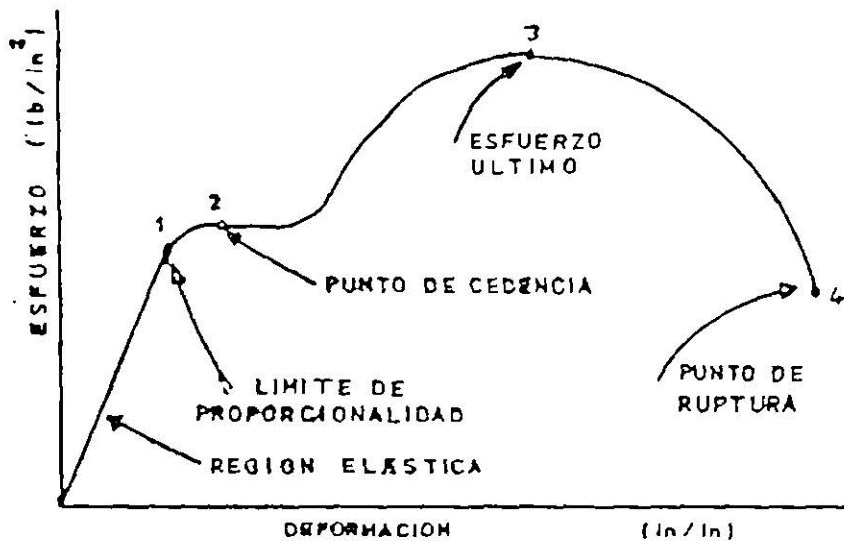 3
ESFUERZO
ULTIMO
2
1
PUNTO DE CEDENCIA
4
PUNTO DE
RUPTURA
LIMITE DE
PROPORCIONALIDAD
REGION ELASTICA
ESFUERZO (lb/in²)
DEFORMACION (in/in)